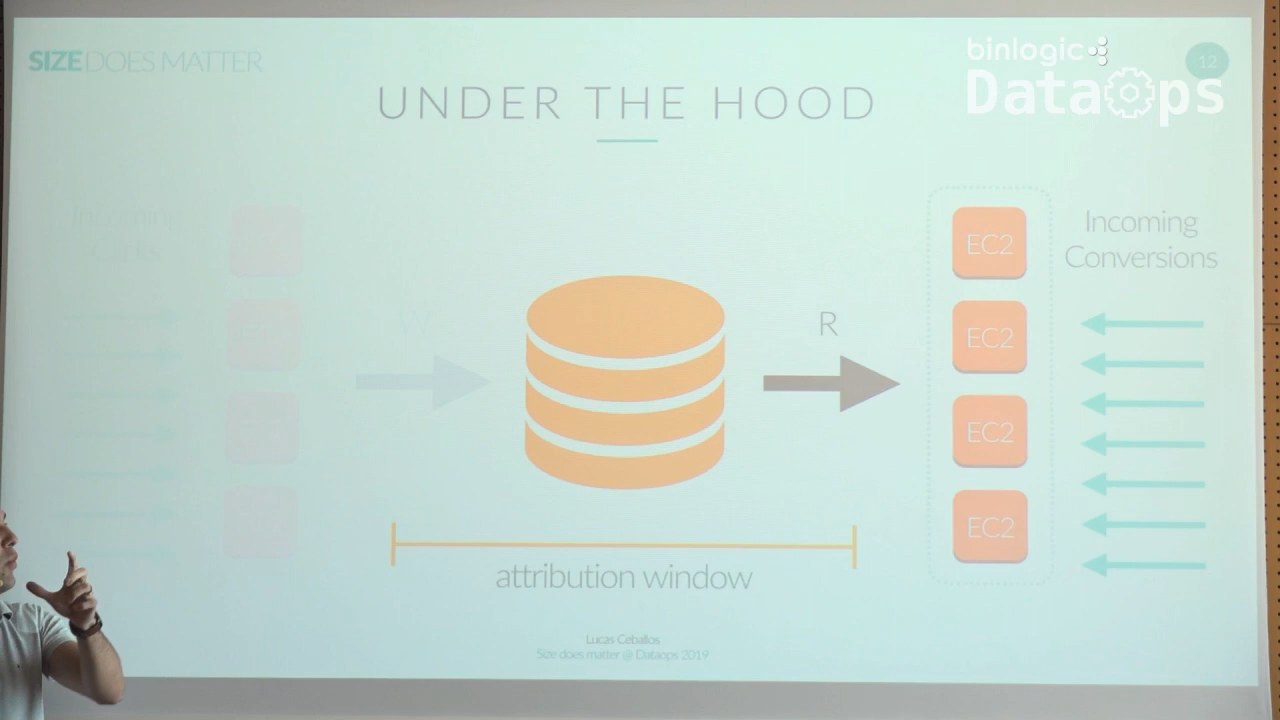 SIZE DOES MATTER
binlogic
DataOps
12
UNDER THE HOOD
Incoming
Clicks
Incoming
Conversions
EC2
EC2
EC2
EC2
W
R
attribution window
Lucas Ceballos
Size does matter @ Dataops 2019